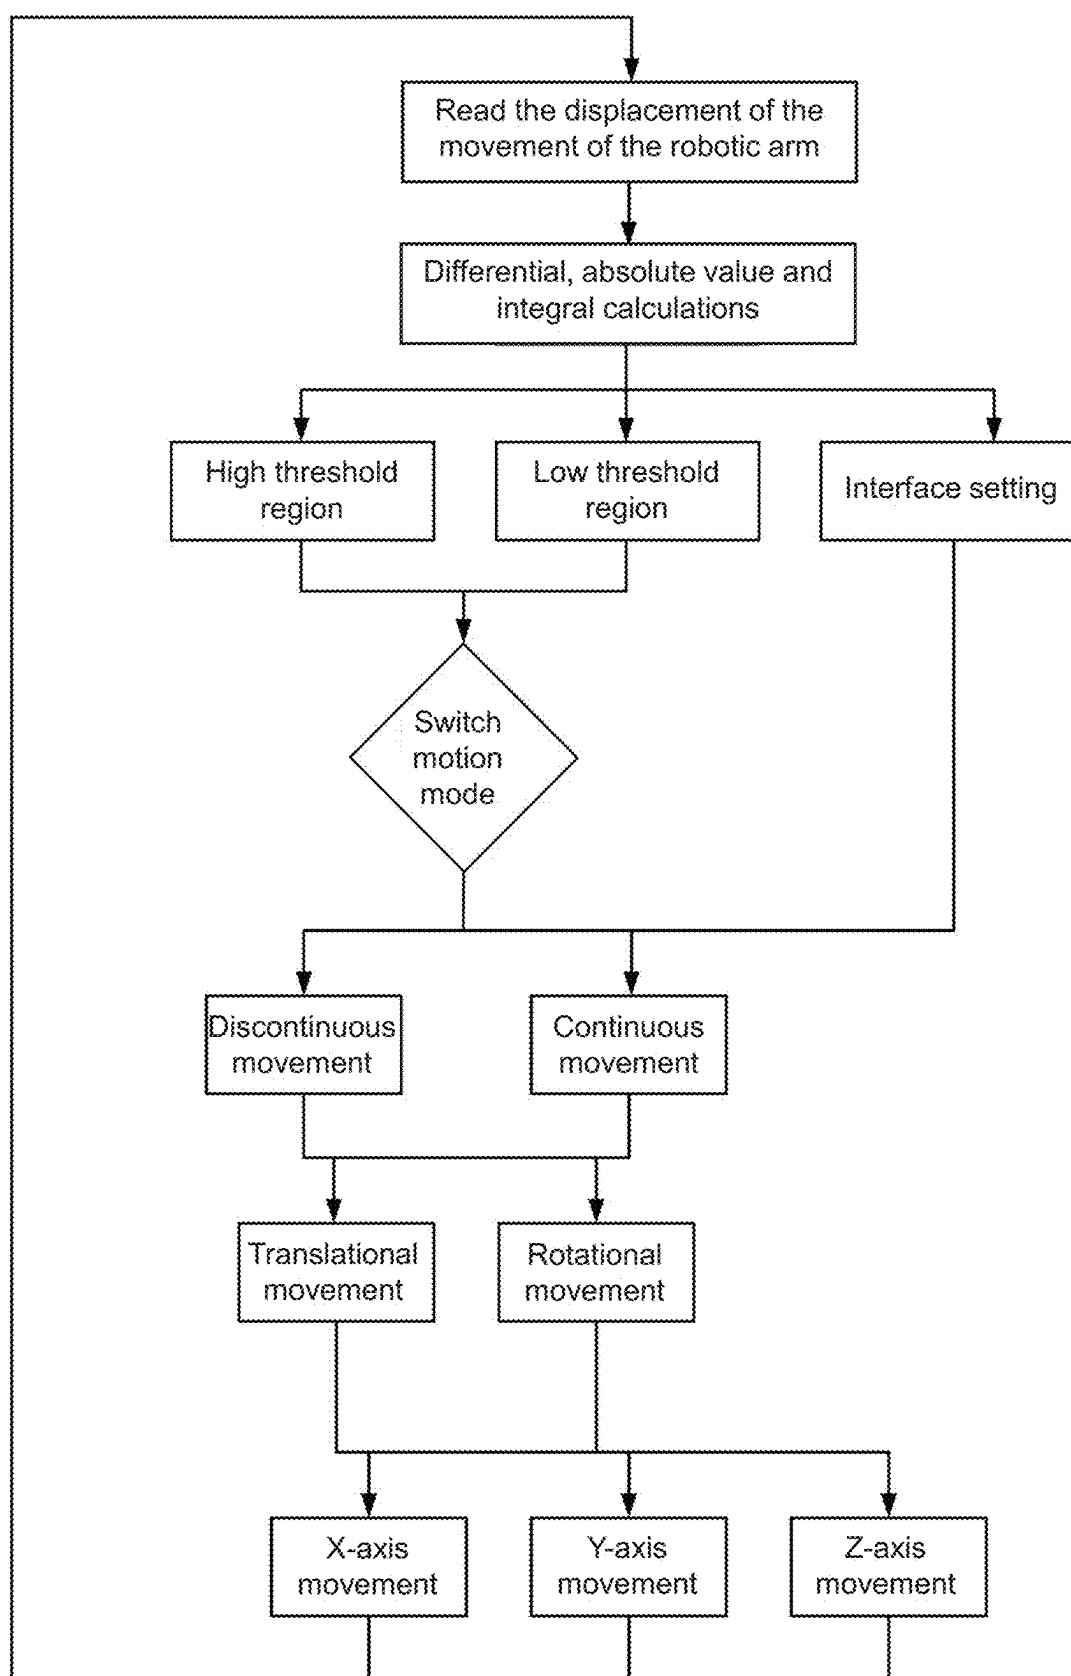 Read the displacement of the
movement of the robotic arm
Differential, absolute value and
integral calculations
High threshold
region
Low threshold
region
Interface setting
Switch
motion
mode
Discontinuous
movement
Continuous
movement
Translational
movement
Rotational
movement
X-axis
movement
Y-axis
movement
Z-axis
movement